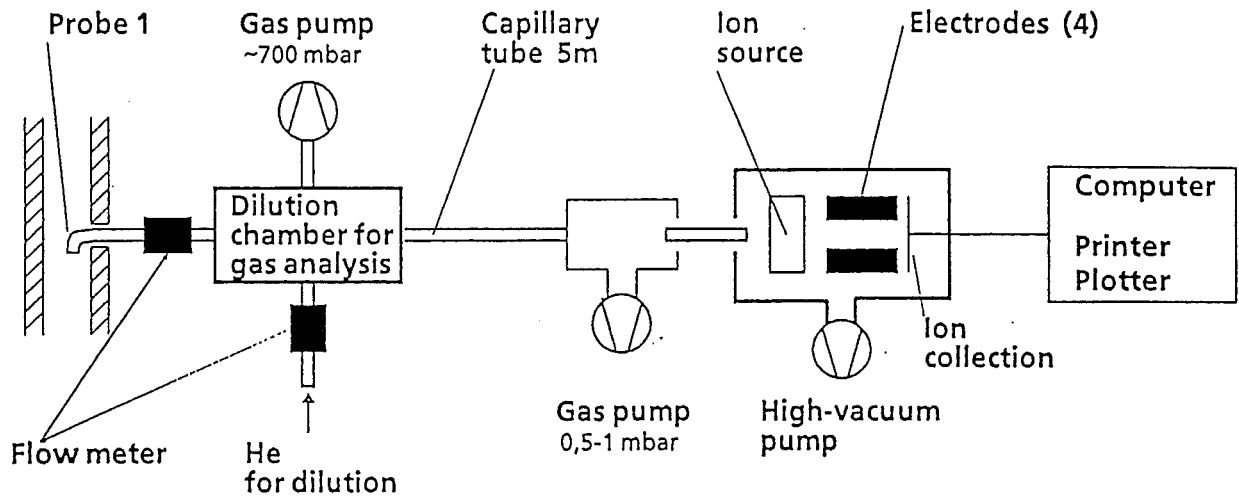 Probe 1
Gas pump
~700 mbar
Capillary
tube 5m
Ion
source
Electrodes (4)
Dilution
chamber for
gas analysis
Computer
Printer
Plotter
Ion
collection
Gas pump
0,5-1 mbar
High-vacuum
pump
Flow meter
He
for dilution